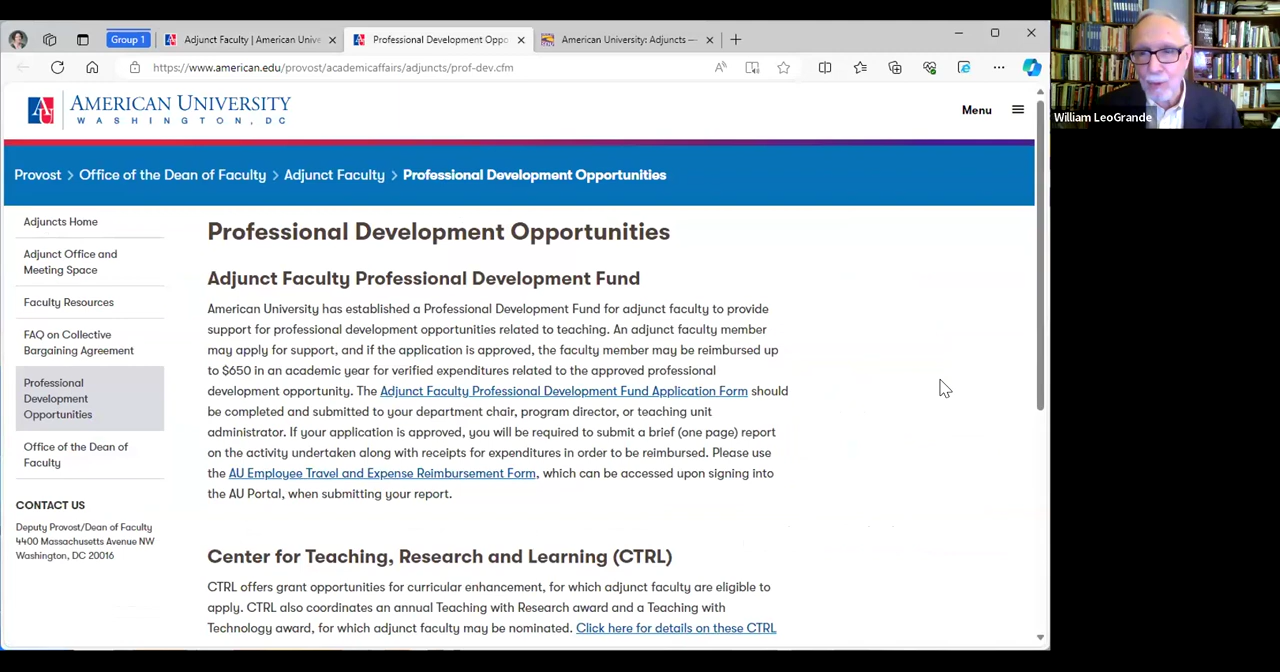 Group 1
Adjunct Faculty | American Unive
Professional Development Oppo
American University: Adjuncts —
https://www.american.edu/provost/academicaffairs/adjuncts/prof-dev.cfm
AMERICAN UNIVERSITY
WASHINGTON, DC
Menu
William LeoGrande
Provost > Office of the Dean of Faculty > Adjunct Faculty > Professional Development Opportunities
Adjuncts Home
Adjunct Office and
Meeting Space
Faculty Resources
FAQ on Collective
Bargaining Agreement
Professional
Development
Opportunities
Office of the Dean of
Faculty
CONTACT US
Deputy Provost/Dean of Faculty
4400 Massachusetts Avenue NW
Washington, DC 20016
Professional Development Opportunities
Adjunct Faculty Professional Development Fund
American University has established a Professional Development Fund for adjunct faculty to provide
support for professional development opportunities related to teaching. An adjunct faculty member
may apply for support, and if the application is approved, the faculty member may be reimbursed up
to $650 in an academic year for verified expenditures related to the approved professional
development opportunity. The Adjunct Faculty Professional Development Fund Application Form should
be completed and submitted to your department chair, program director, or teaching unit
administrator. If your application is approved, you will be required to submit a brief (one page) report
on the activity undertaken along with receipts for expenditures in order to be reimbursed. Please use
the AU Employee Travel and Expense Reimbursement Form, which can be accessed upon signing into
the AU Portal, when submitting your report.
Center for Teaching, Research and Learning (CTRL)
CTRL offers grant opportunities for curricular enhancement, for which adjunct faculty are eligible to
apply. CTRL also coordinates an annual Teaching with Research award and a Teaching with
Technology award, for which adjunct faculty may be nominated. Click here for details on these CTRL